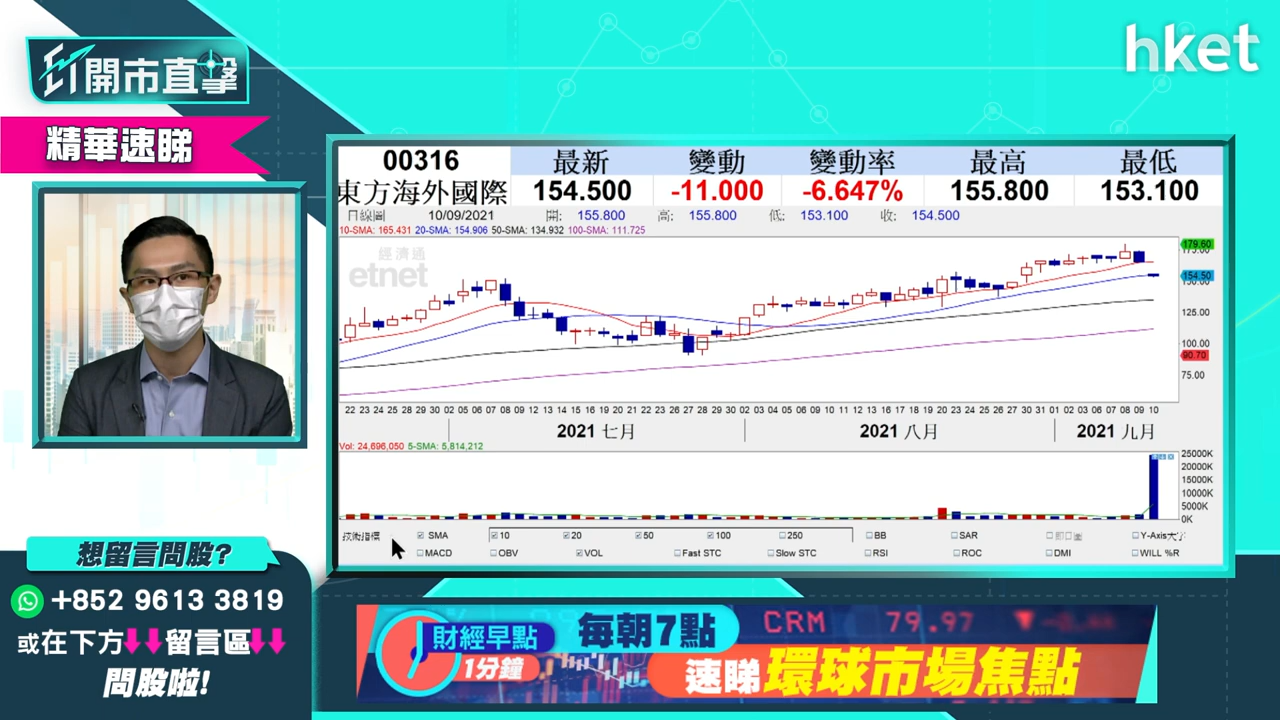 hket
ET開市直擊
精華速睇
00316 最新 變動 變動率 最高 最低
東方海外國際 154.500 -11.000 -6.647% 155.800 153.100
日線圖 10/09/2021 開: 155.800 高: 155.800 低: 153.100 收: 154.500
10-SMA: 165.431 20-SMA: 154.906 50-SMA: 134.932 100-SMA: 111.725
經濟通
etnet
179.60
175.00
154.50
150.00
125.00
100.00
90.70
75.00
22 23 24 25 28 29 30 02 05 06 07 08 09 12 13 14 15 16 19 20 21 22 23 26 27 28 29 30 02 03 04 05 06 09 10 11 12 13 16 17 18 19 20 23 24 25 26 27 30 31 01 02 03 06 07 08 09 10
2021 七月 2021 八月 2021 九月
Vol: 24,696,050 5-SMA: 5,814,212
25000K
20000K
15000K
10000K
5000K
0K
技術指標 SMA 10 20 50 100 250 BB SAR Y-Axis大字
MACD OBV VOL Fast STC Slow STC RSI ROC DMI WILL %R
想留言問股?
+852 9613 3819
或在下方留言區
問股啦!
財經早點
1分鐘
每朝7點
速睇環球市場焦點
CRM 79.97